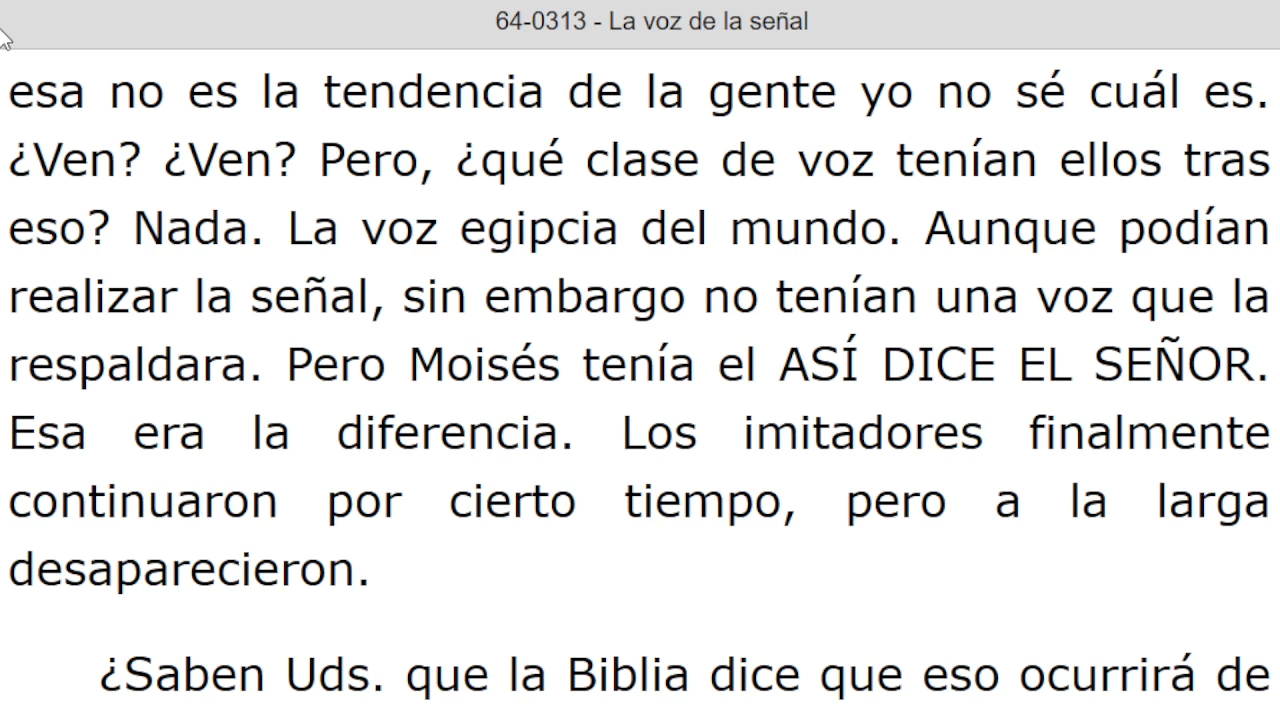 64-0313 - La voz de la señal
esa no es la tendencia de la gente yo no sé cuál es.
¿Ven? ¿Ven? Pero, ¿qué clase de voz tenían ellos tras
eso? Nada. La voz egipcia del mundo. Aunque podían
realizar la señal, sin embargo no tenían una voz que la
respaldara. Pero Moisés tenía el ASÍ DICE EL SEÑOR.
Esa era la diferencia. Los imitadores finalmente
continuaron por cierto tiempo, pero a la larga
desaparecieron.
¿Saben Uds. que la Biblia dice que eso ocurrirá de